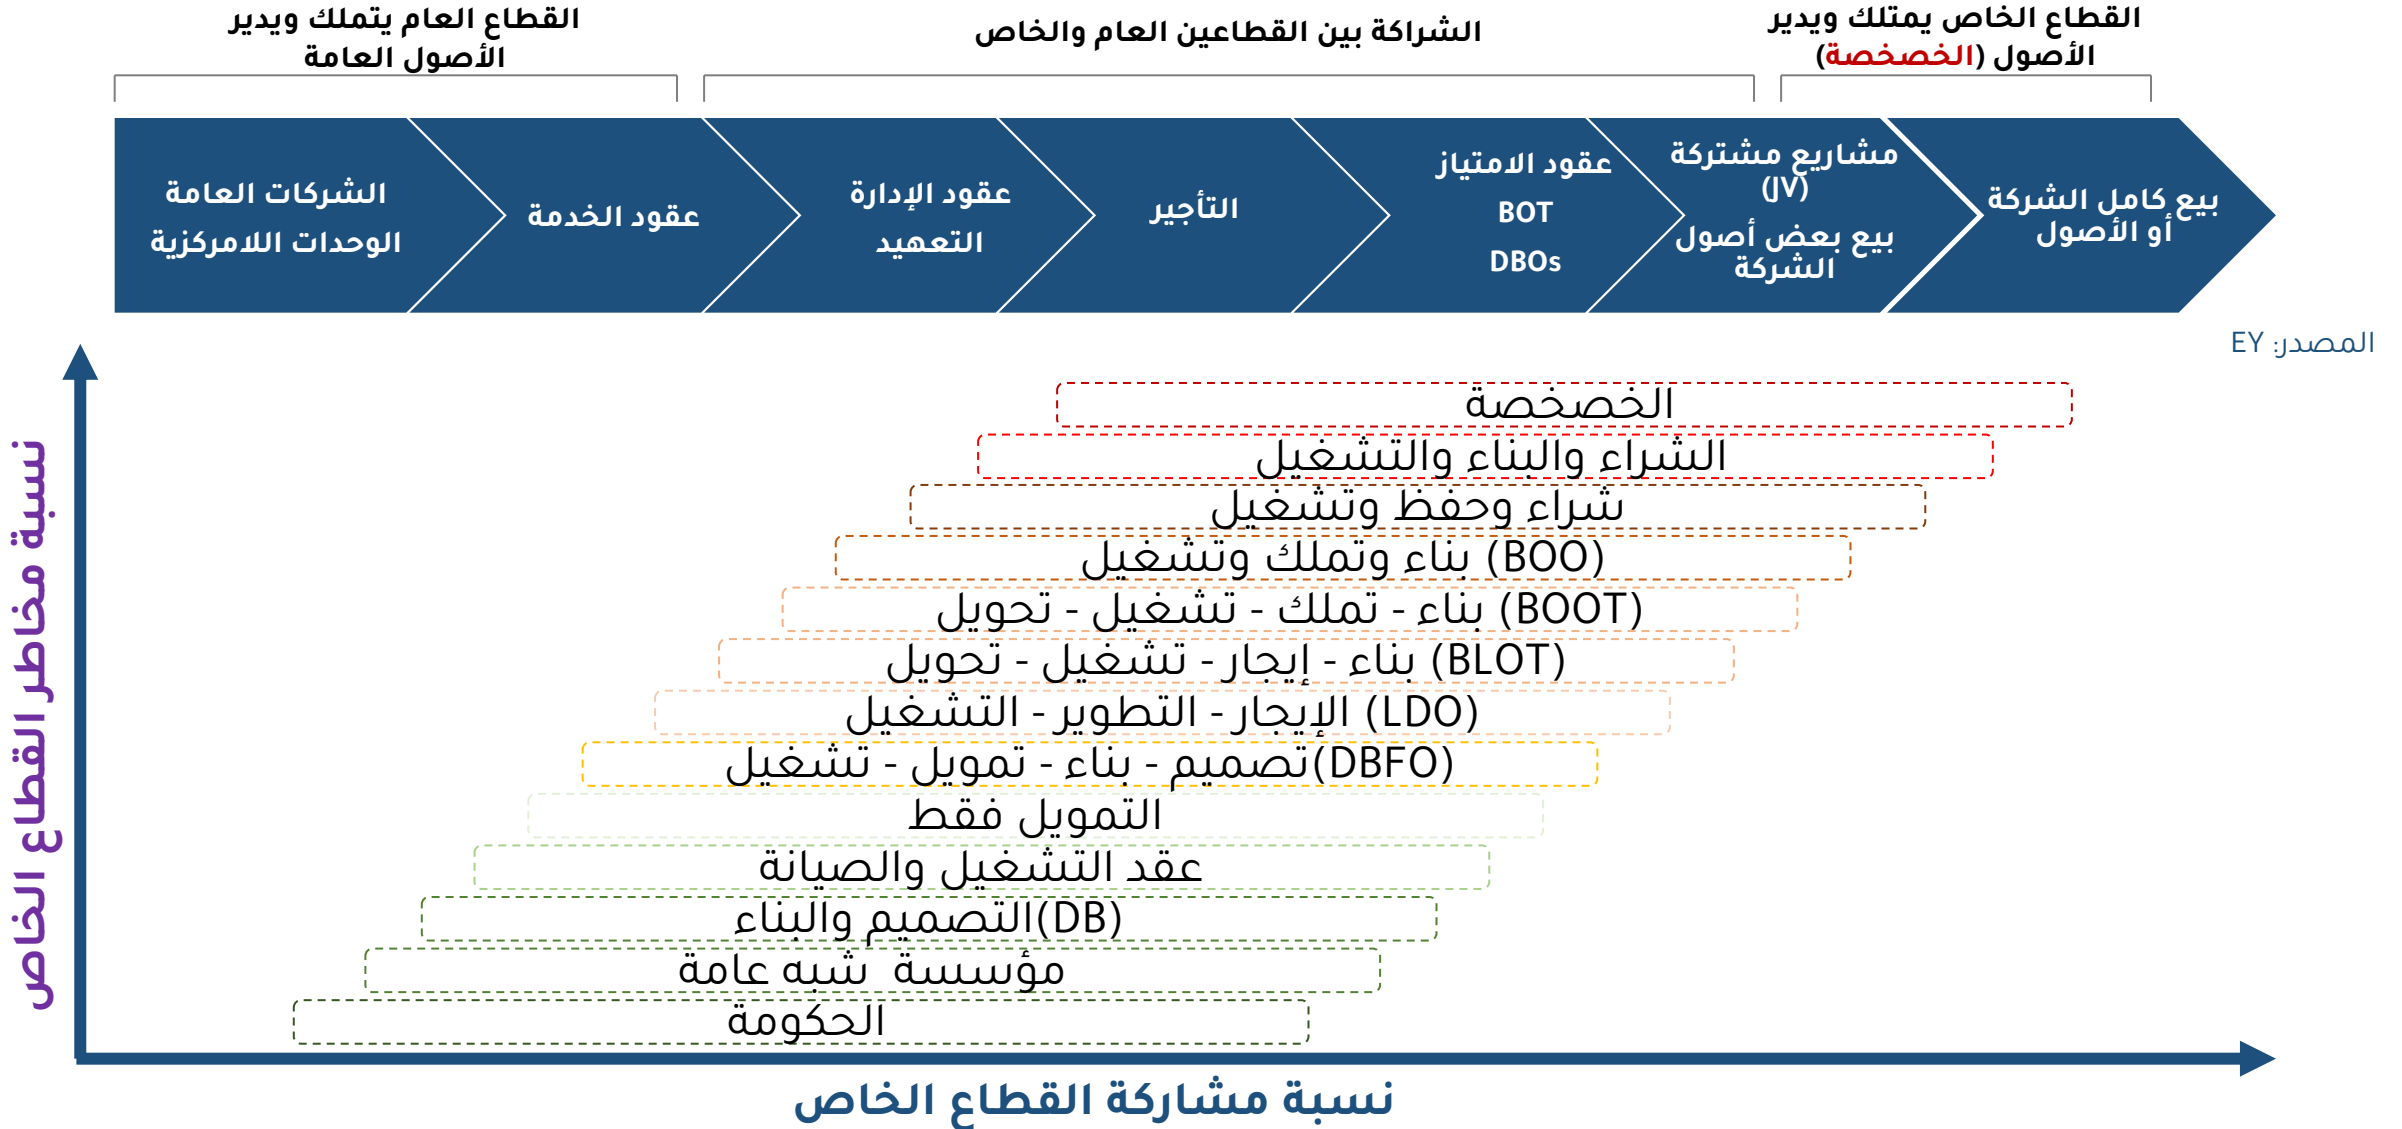 القطاع العام يتملك ويدير
الأصول العامة
الشراكة بين القطاعين العام والخاص
القطاع الخاص يمتلك ويدير
الأصول (الخصخصة)
الشركات العامة
الوحدات اللامركزية
عقود الخدمة
عقود الإدارة
التعهيد
التأجير
عقود الامتياز
BOT
DBOs
مشاريع مشتركة
(JV)
بيع بعض أصول
الشركة
بيع كامل الشركة
أو الأصول
المصدر: EY
نسبة مخاطر القطاع الخاص
الخصخصة
الشراء والبناء والتشغيل
شراء وحفظ وتشغيل
(BOO) بناء وتملك وتشغيل
(BOOT) بناء - تملك - تشغيل - تحويل
(BLOT) بناء - إيجار - تشغيل - تحويل
(LDO) الإيجار - التطوير - التشغيل
(DBFO)تصميم - بناء - تمويل - تشغيل
التمويل فقط
عقد التشغيل والصيانة
(DB)التصميم والبناء
مؤسسة شبه عامة
الحكومة
نسبة مشاركة القطاع الخاص